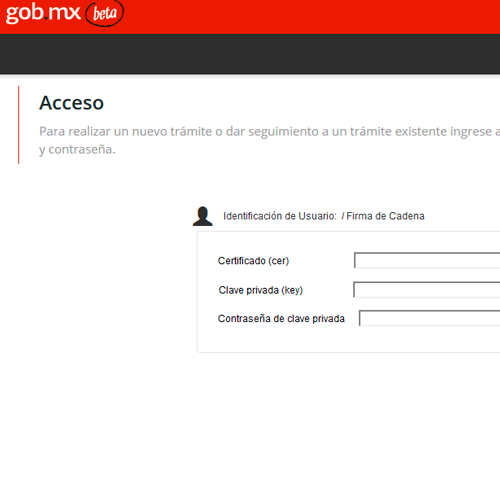 gob.mx beta
Acceso
Para realizar un nuevo trámite o dar seguimiento a un trámite existente ingrese a
y contraseña.
Identificación de Usuario: / Firma de Cadena
Certificado (cer)
Clave privada (key)
Contraseña de clave privada